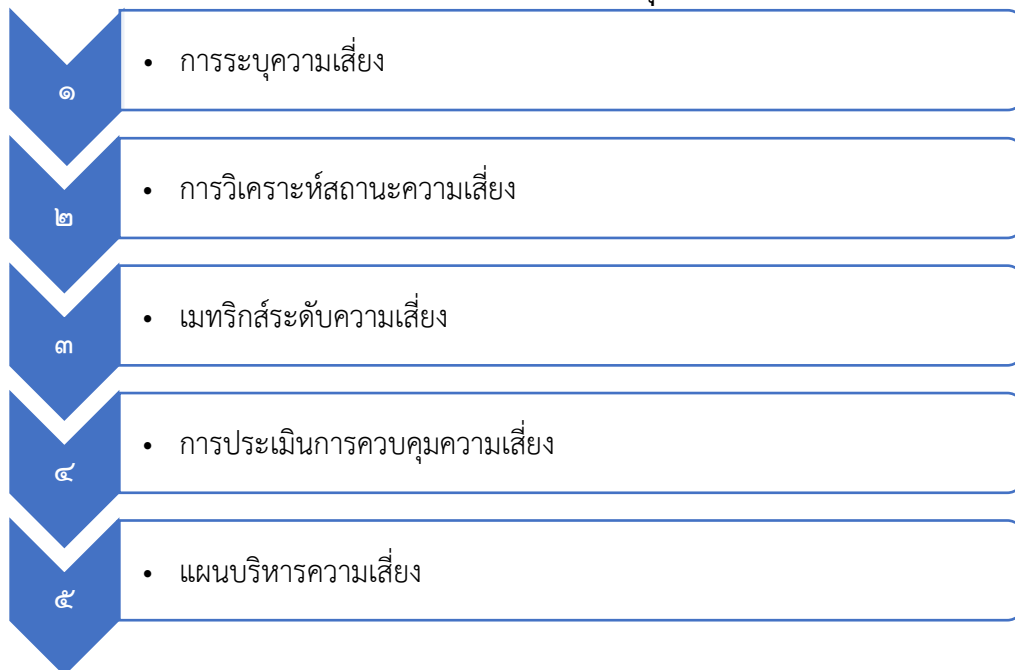 ๑
• การระบุความเสี่ยง
๒
• การวิเคราะห์สถานะความเสี่ยง
๓
• เมทริกส์ระดับความเสี่ยง
๔
• การประเมินการควบคุมความเสี่ยง
๕
• แผนบริหารความเสี่ยง